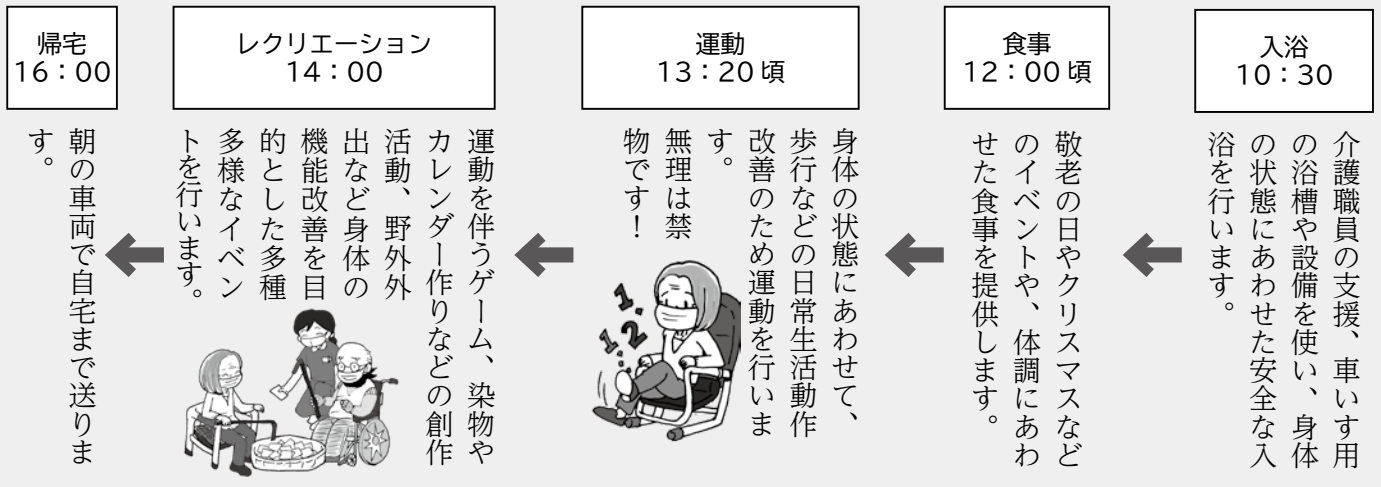 入浴
10：30
介護職員の支援、車いす用
の浴槽や設備を使い、身体
の状態にあわせた安全な入
浴を行います。
食事
12：00 頃
敬老の日やクリスマスなど
のイベントや、体調にあわ
せた食事を提供します。
運動
13：20 頃
身体の状態にあわせて、
歩行などの日常生活動作
改善のため運動を行いま
す。
無理は禁
物です！
1、
2、
1、
レクリエーション
14：00
運動を伴うゲーム、染物や
カレンダー作りなどの創作
活動、野外外
出など身体の
機能改善を目
的とした多種
多様なイベン
トを行います。
帰宅
16：00
朝の車両で自宅まで送りま
す。